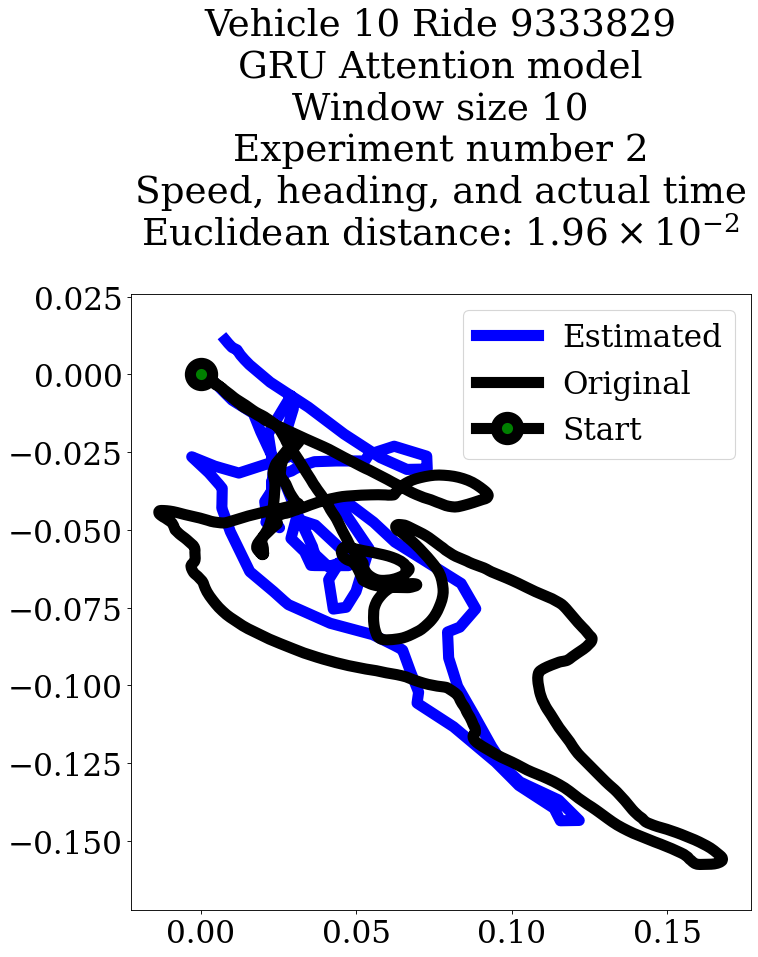 Vehicle 10 Ride 9333829
GRU Attention model
Window size 10
Experiment number 2
Speed, heading, and actual time
Euclidean distance: 1.96 × 10⁻²
Estimated
Original
Start
0.025
0.000
−0.025
−0.050
−0.075
−0.100
−0.125
−0.150
0.00 0.05 0.10 0.15